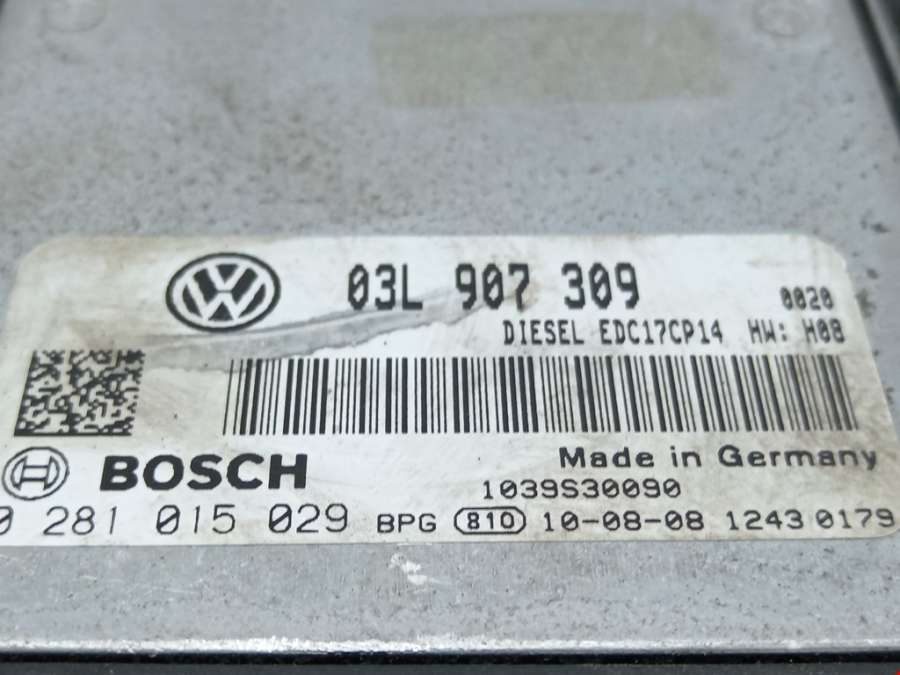 03L 907 309
0020
DIESEL EDC17CP14 HW: H08
BOSCH
Made in Germany
1039S30090
0 281 015 029 BPG 810 10-08-08 1243 0179